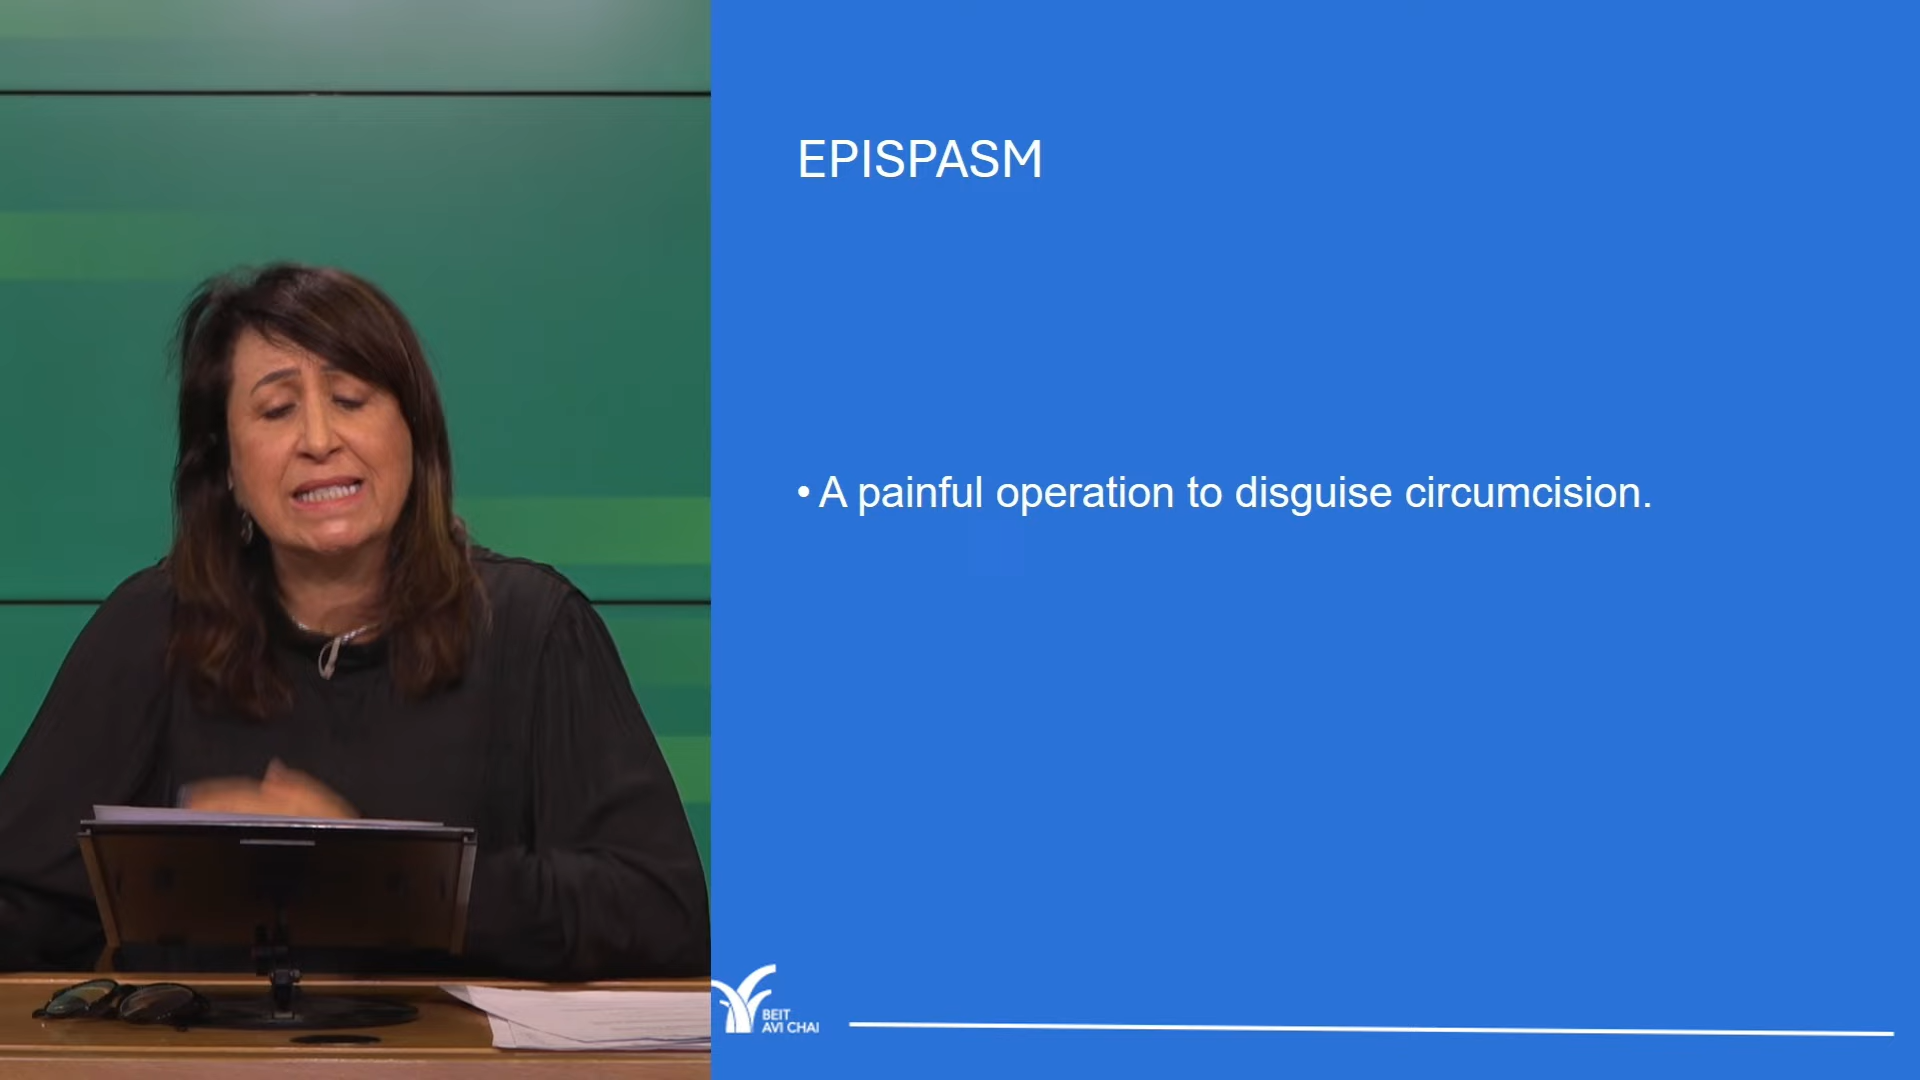 EPISPASM
• A painful operation to disguise circumcision.
BEIT
AVI CHAI